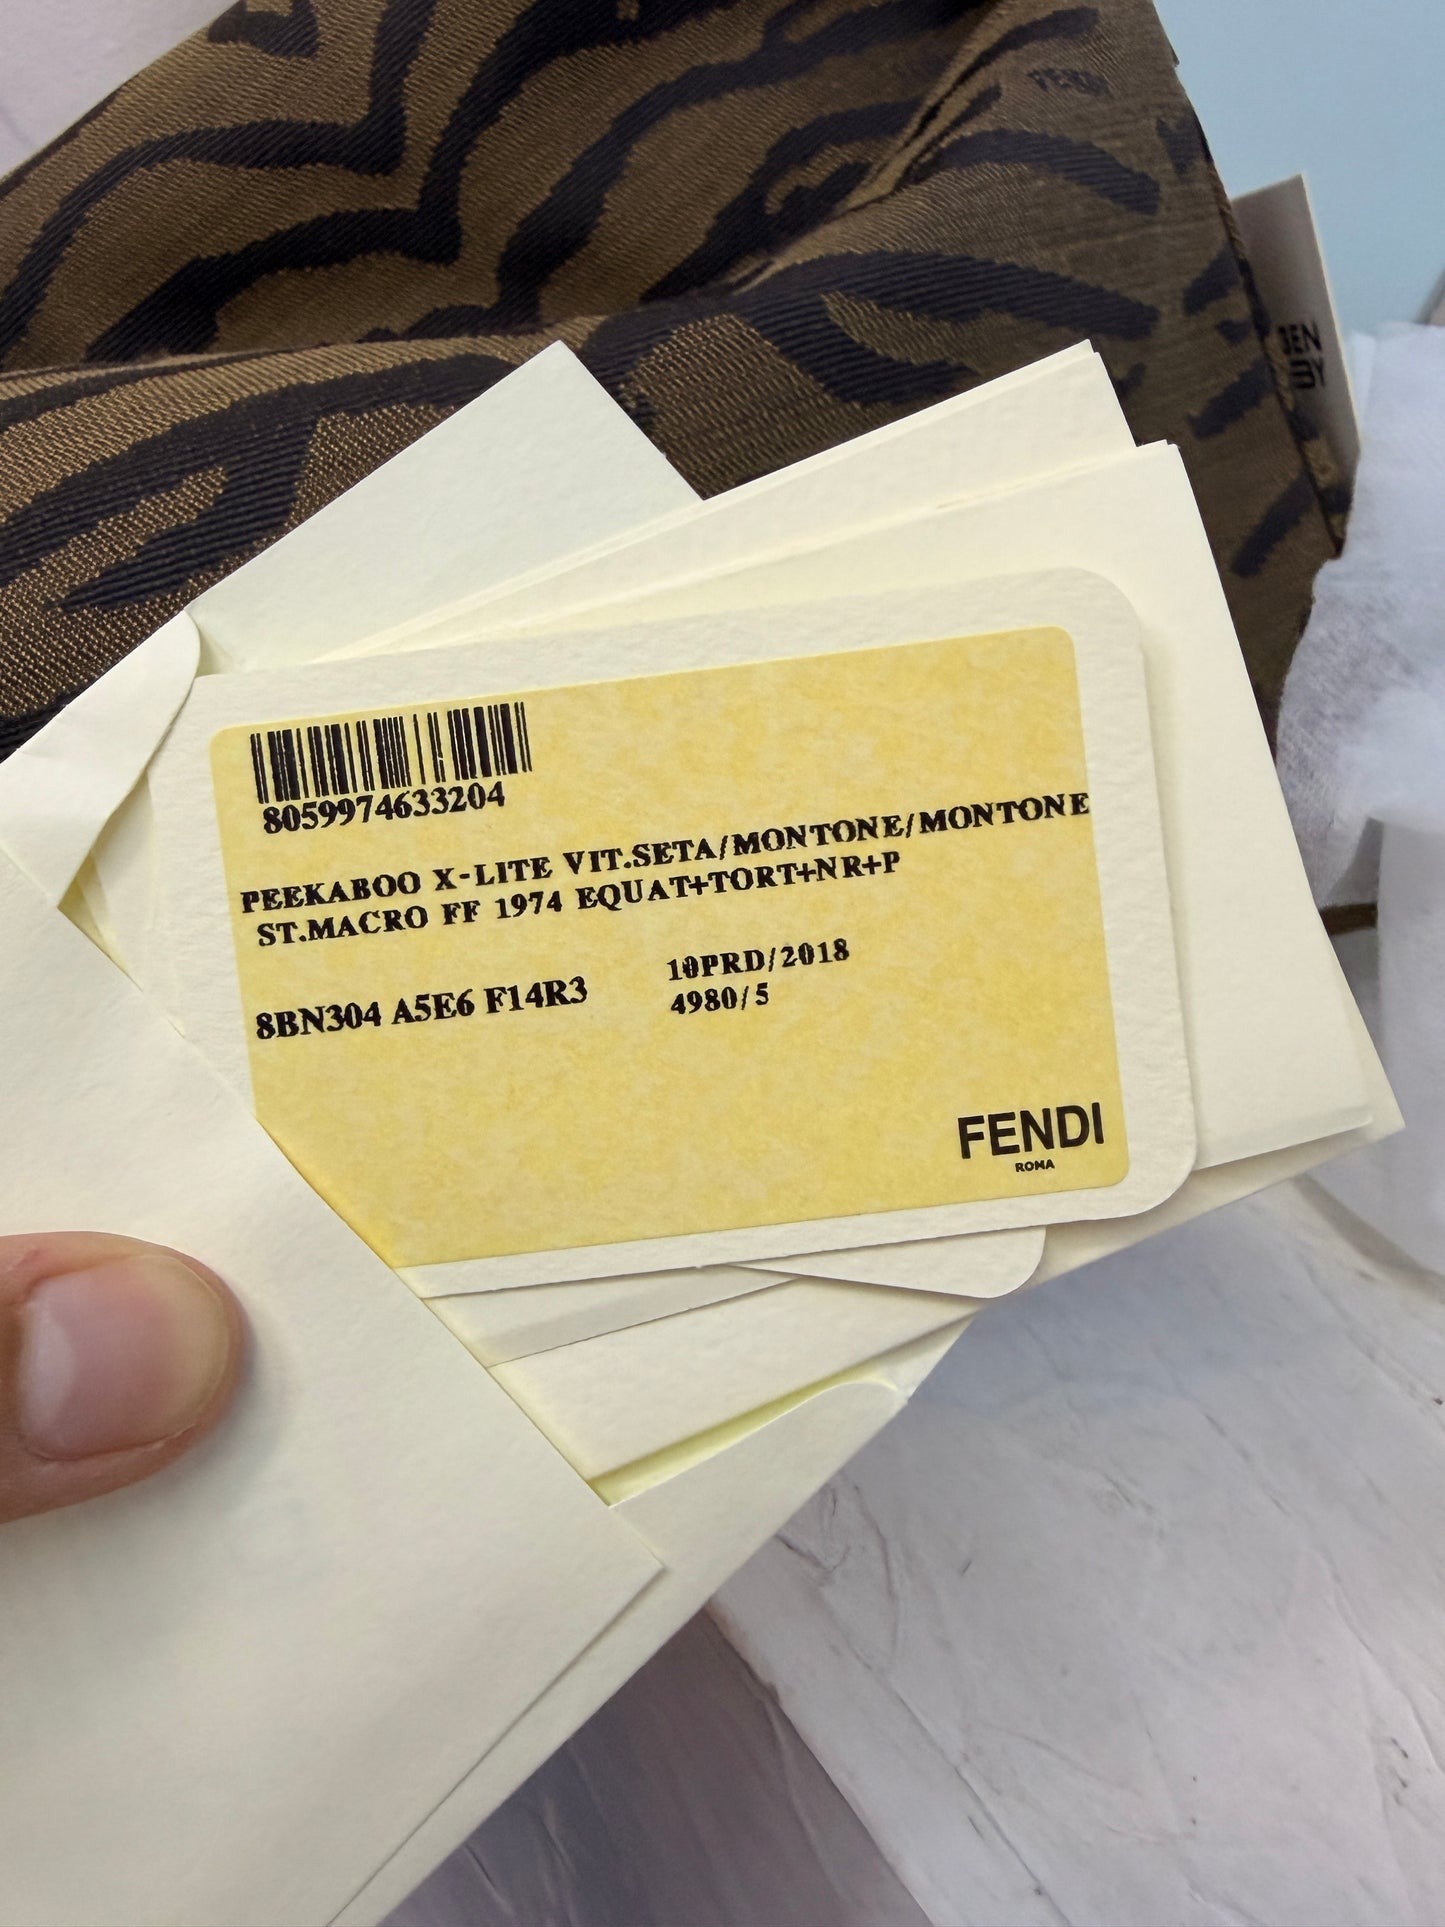 FENDI
8059974633204
PEEKABOO X-LITE VIT.SETA/MONTONE/MONTONE
ST.MACRO FF 1974 EQUAT+TORT+NR+P
8BN304 A5E6 F14R3
10PRD/2018
4980/5
FENDI
ROMA